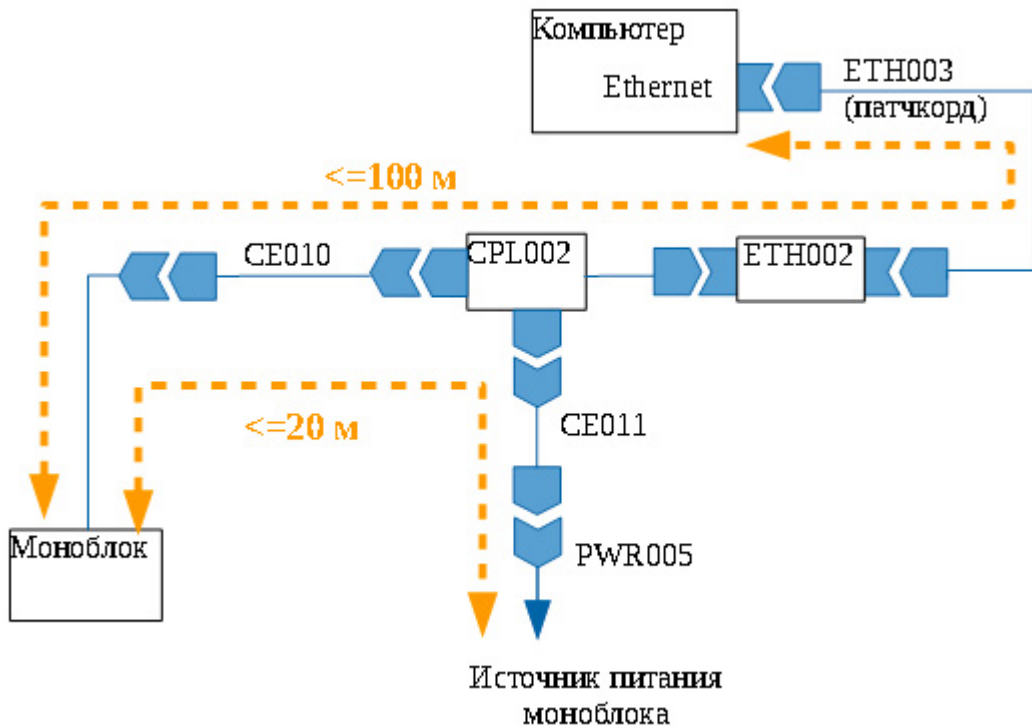 Компьютер
Ethernet
ETH003
(патчкорд)
<=100 м
CE010
CPL002
ETH002
<=20 м
CE011
Моноблок
PWR005
Источник питания
моноблока